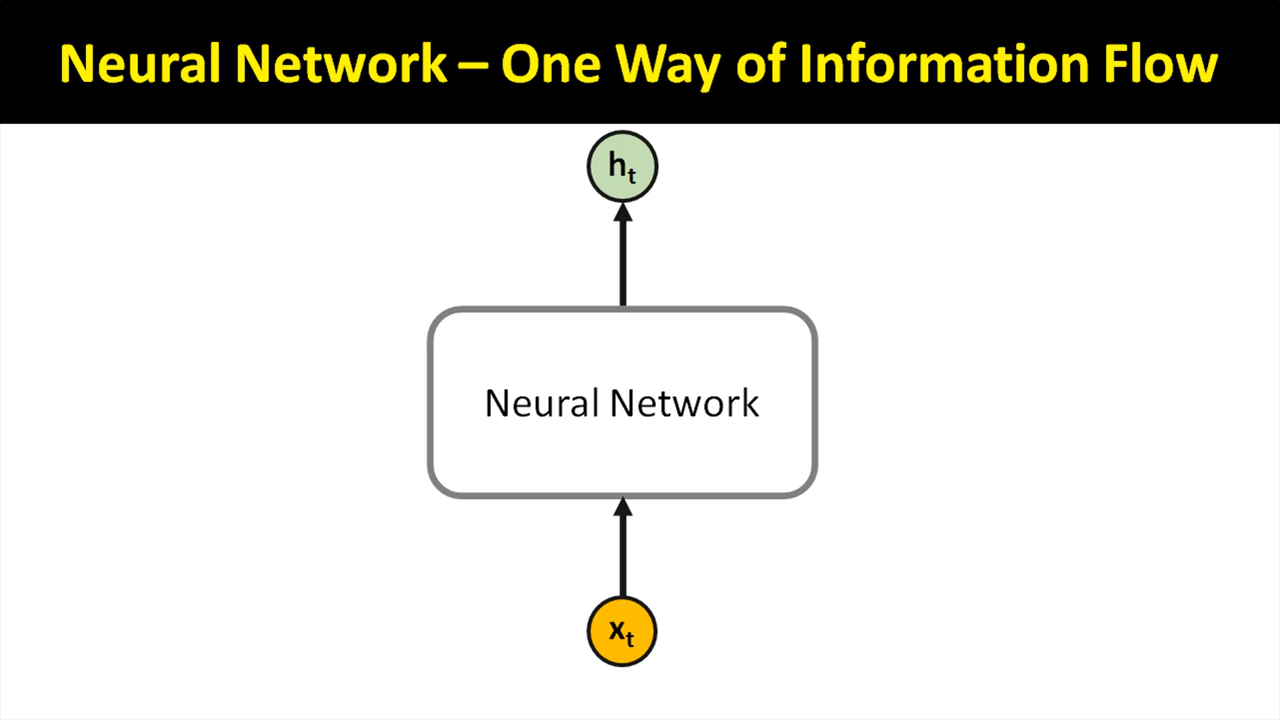 Neural Network – One Way of Information Flow
hₜ
Neural Network
xₜ